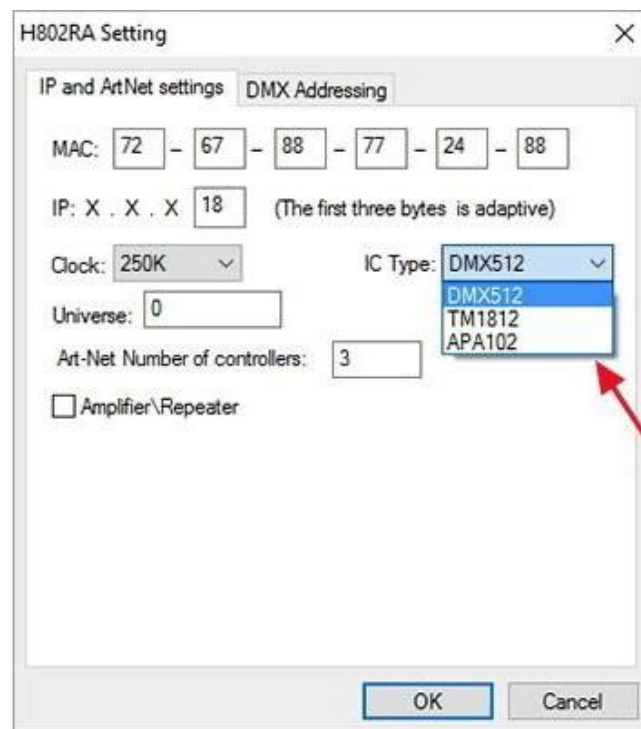 H802RA Setting
IP and ArtNet settings DMX Addressing
MAC: 72 - 67 - 88 - 77 - 24 - 88
IP: X . X . X 18 (The first three bytes is adaptive)
Clock: 250K IC Type: DMX512
DMX512
TM1812
APA102
Universe: 0
Art-Net Number of controllers: 3
Amplifier\Repeater
OK Cancel